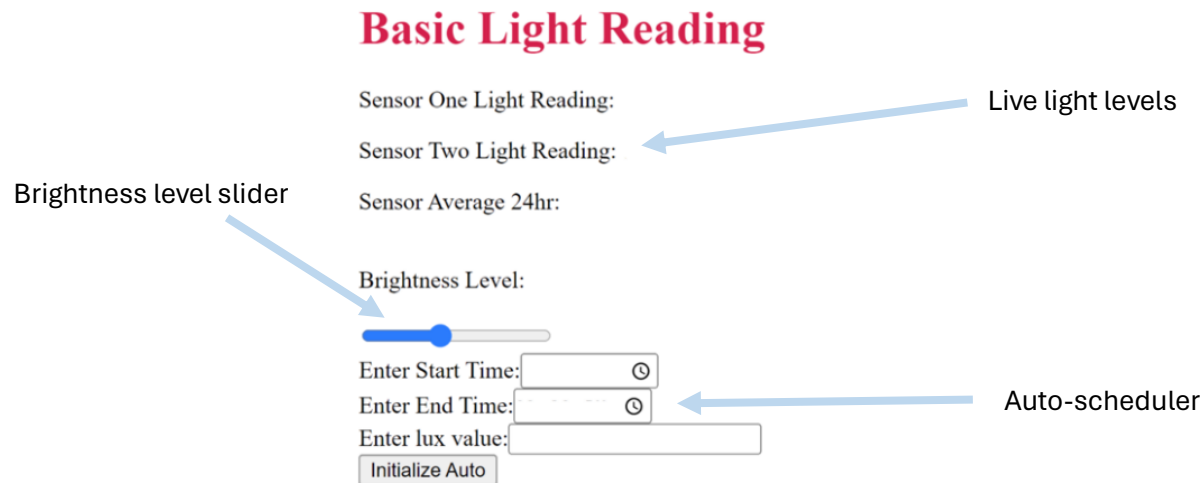 Basic Light Reading
Sensor One Light Reading:
Live light levels
Sensor Two Light Reading:
Brightness level slider
Sensor Average 24hr:
Brightness Level:
Enter Start Time:
Enter End Time:
Auto-scheduler
Enter lux value:
Initialize Auto